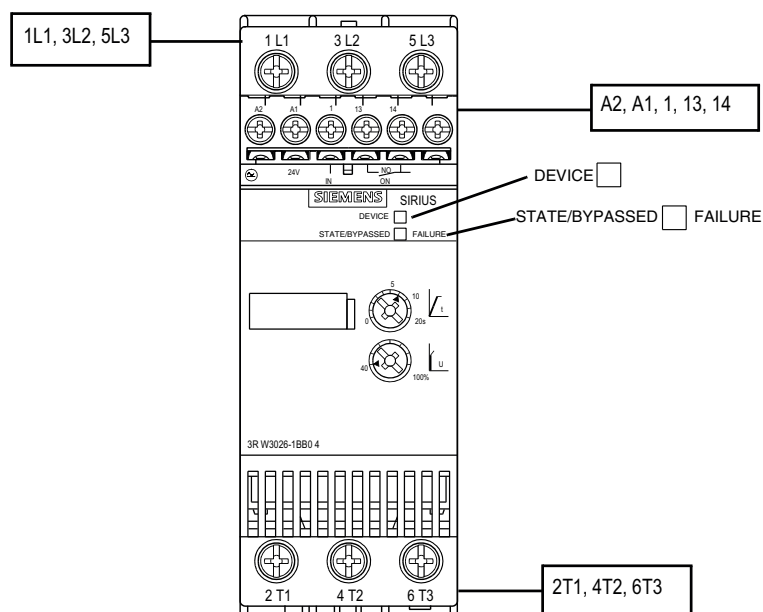 1L1, 3L2, 5L3
1 L1 3 L2 5 L3
A2, A1, 1, 13, 14
A2 A1 1 13 14
24V IN NO
ON
SIEMENS SIRIUS
DEVICE
DEVICE
STATE/BYPASSED FAILURE
STATE/BYPASSED FAILURE
5
10
0 20s t
40 100% U
3R W3026-1BB0 4
2 T1 4 T2 6 T3
2T1, 4T2, 6T3